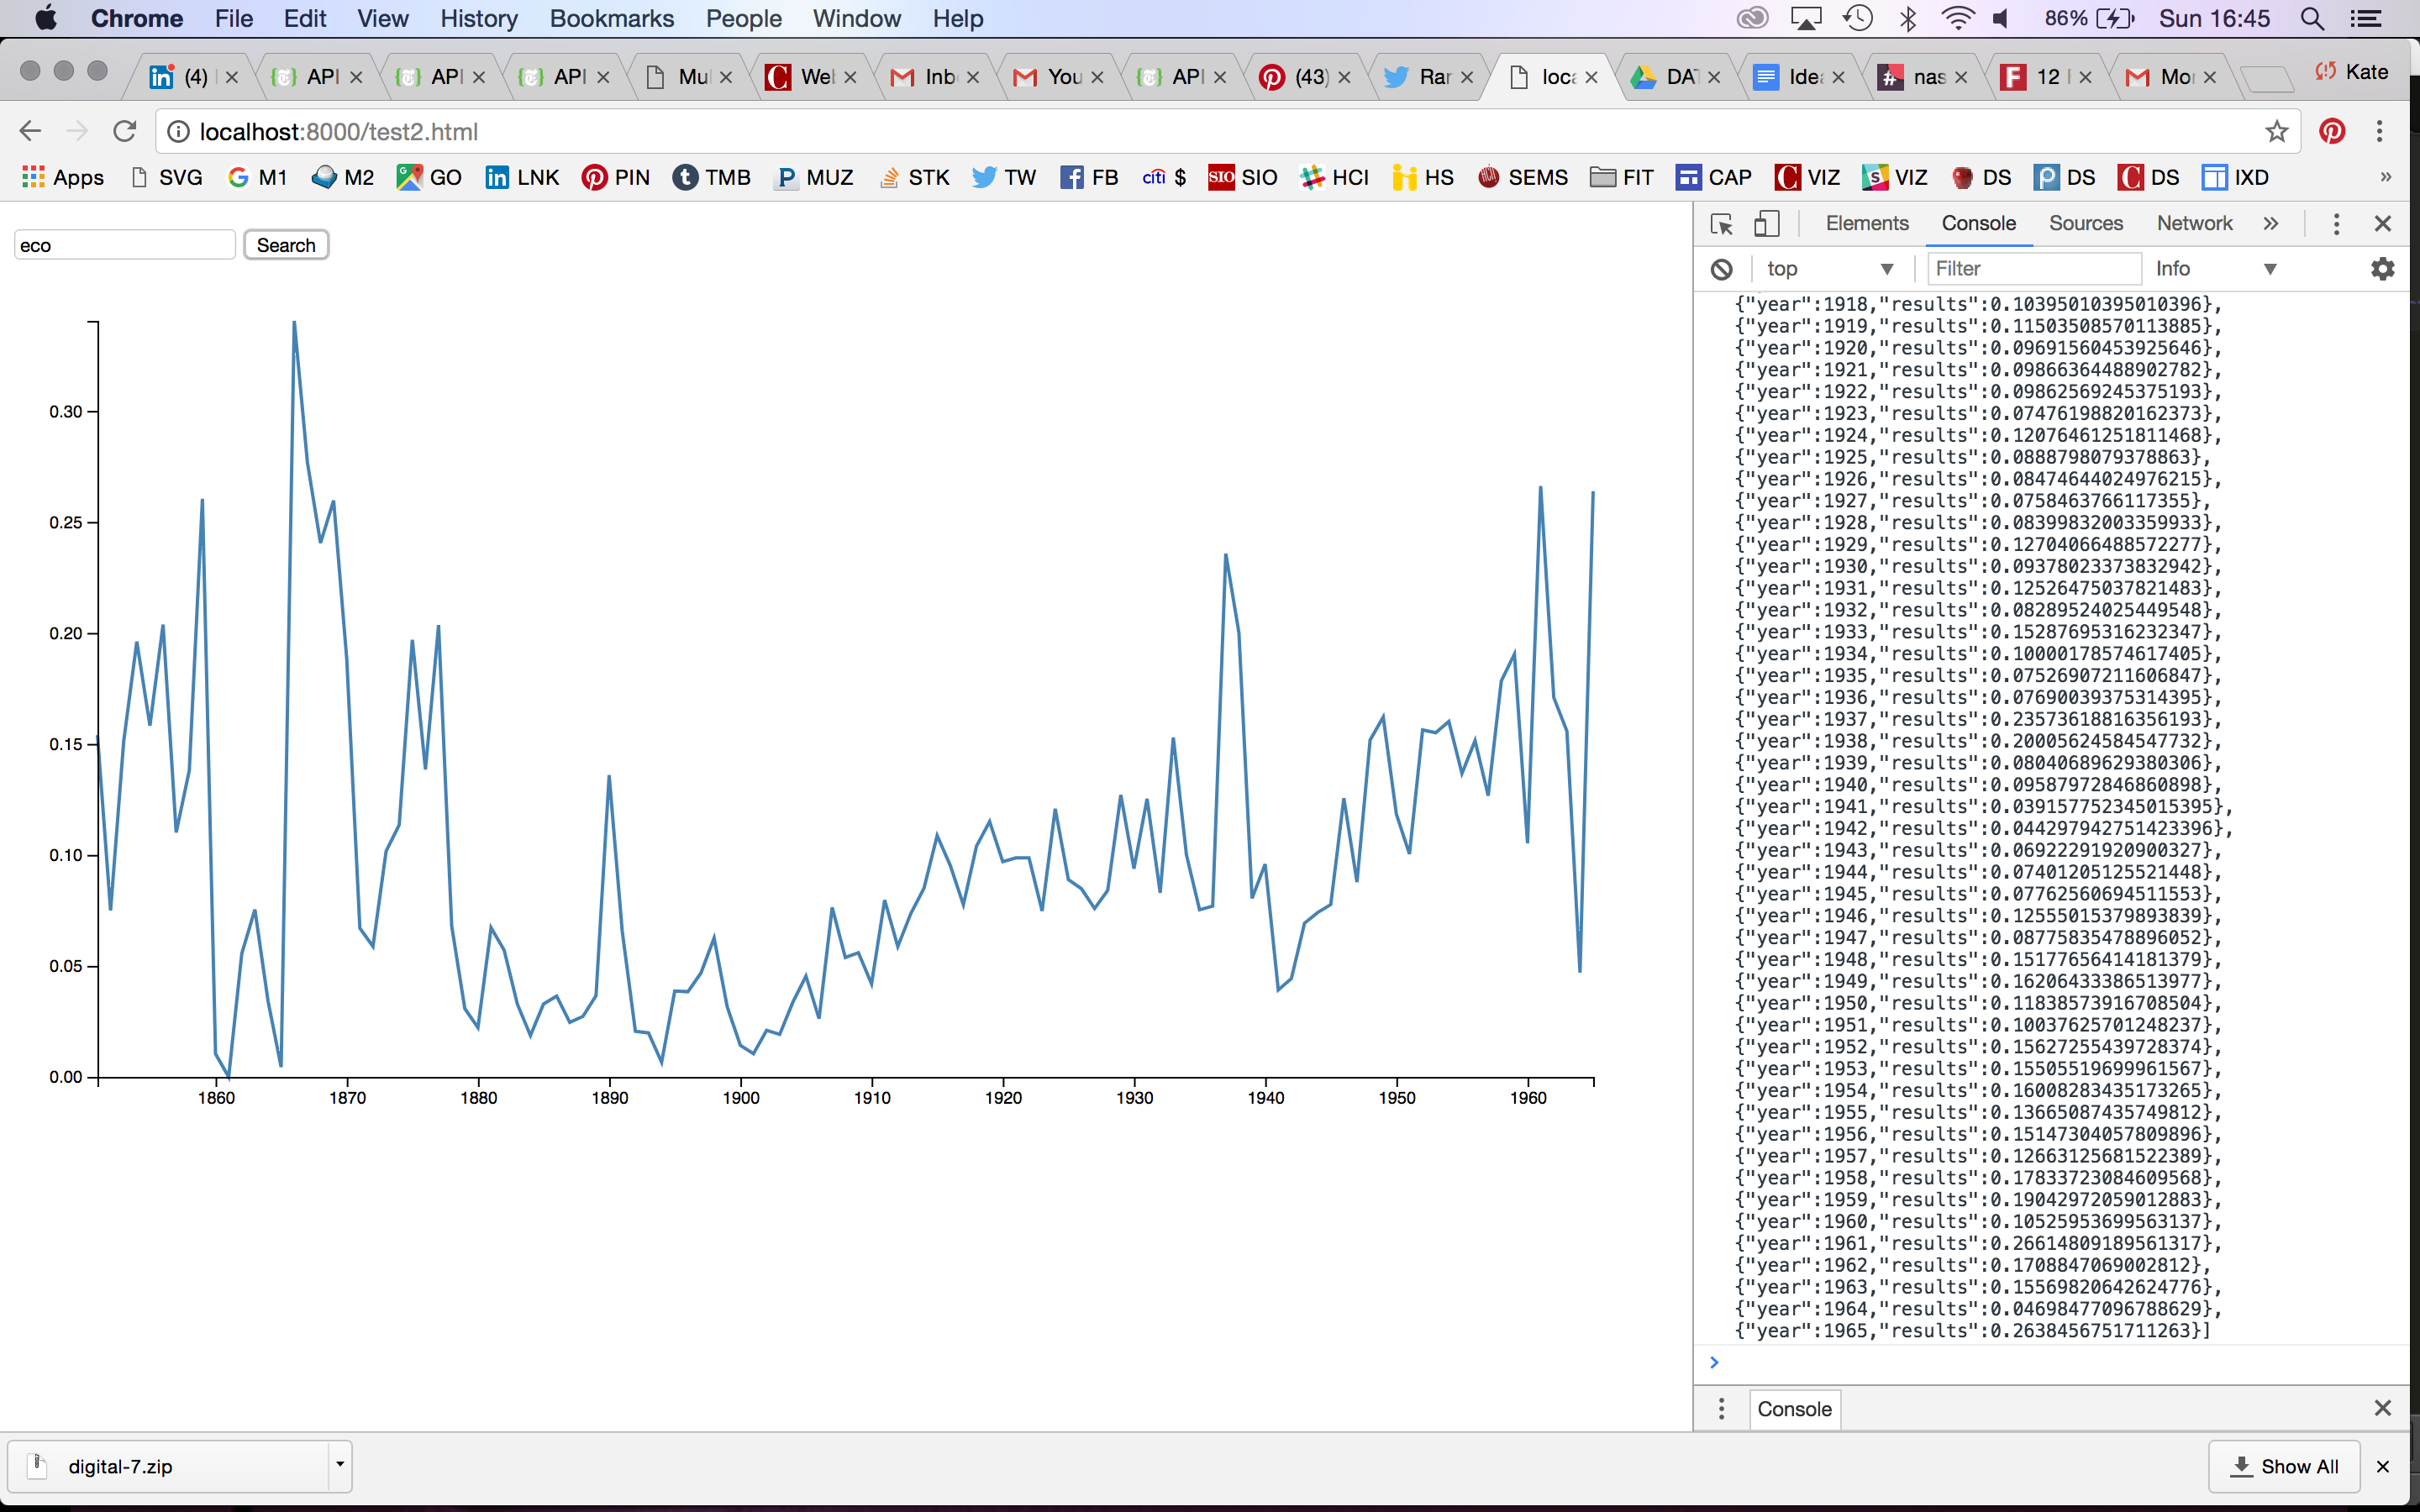 Chrome File Edit View History Bookmarks People Window Help 86% Sun 16:45
(4) API API API Mu Wel Inb You API (43) Rar loca DAT Idea nas 12 Mor Kate
localhost:8000/test2.html
Apps SVG M1 M2 GO LNK PIN TMB MUZ STK TW FB citi $ SIO SIO HCI HS SEMS FIT CAP VIZ VIZ DS DS DS IXD »
eco Search
Elements Console Sources Network »
top Filter Info
0.30
0.25
0.20
0.15
0.10
0.05
0.00
1860 1870 1880 1890 1900 1910 1920 1930 1940 1950 1960
{"year":1918,"results":0.10395010395010396},
{"year":1919,"results":0.11503508570113885},
{"year":1920,"results":0.09691560453925646},
{"year":1921,"results":0.09866364488902782},
{"year":1922,"results":0.09862569245375193},
{"year":1923,"results":0.07476198820162373},
{"year":1924,"results":0.12076461251811468},
{"year":1925,"results":0.0888798079378863},
{"year":1926,"results":0.08474644024976215},
{"year":1927,"results":0.0758463766117355},
{"year":1928,"results":0.08399832003359933},
{"year":1929,"results":0.12704066488572277},
{"year":1930,"results":0.09378023373832942},
{"year":1931,"results":0.12526475037821483},
{"year":1932,"results":0.08289524025449548},
{"year":1933,"results":0.15287695316232347},
{"year":1934,"results":0.10000178574617405},
{"year":1935,"results":0.07526907211606847},
{"year":1936,"results":0.07690039375314395},
{"year":1937,"results":0.23573618816356193},
{"year":1938,"results":0.20005624584547732},
{"year":1939,"results":0.08040689629380306},
{"year":1940,"results":0.09587972846860898},
{"year":1941,"results":0.039157752345015395},
{"year":1942,"results":0.044297942751423396},
{"year":1943,"results":0.06922291920900327},
{"year":1944,"results":0.07401205125521448},
{"year":1945,"results":0.07762560694511553},
{"year":1946,"results":0.12555015379893839},
{"year":1947,"results":0.08775835478896052},
{"year":1948,"results":0.15177656414181379},
{"year":1949,"results":0.16206433386513977},
{"year":1950,"results":0.11838573916708504},
{"year":1951,"results":0.10037625701248237},
{"year":1952,"results":0.15627255439728374},
{"year":1953,"results":0.15505519699961567},
{"year":1954,"results":0.16008283435173265},
{"year":1955,"results":0.13665087435749812},
{"year":1956,"results":0.15147304057809896},
{"year":1957,"results":0.12663125681522389},
{"year":1958,"results":0.17833723084609568},
{"year":1959,"results":0.19042972059012883},
{"year":1960,"results":0.10525953699563137},
{"year":1961,"results":0.26614809189561317},
{"year":1962,"results":0.1708847069002812},
{"year":1963,"results":0.15569820642624776},
{"year":1964,"results":0.04698477096788629},
{"year":1965,"results":0.2638456751711263}]
Console
digital-7.zip Show All